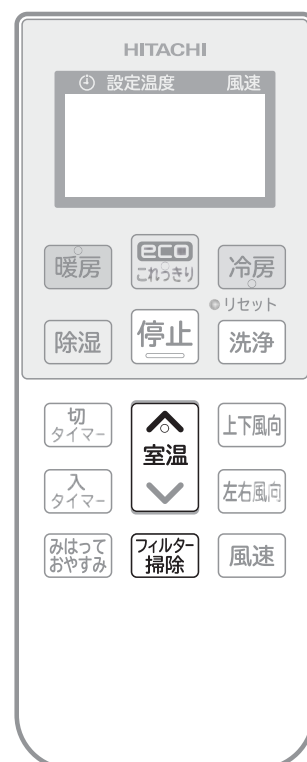 HITACHI
設定温度 風速
暖房 eco これっきり 冷房
リセット
除湿 停止 洗浄
切タイマー 室温 上下風向
入タイマー 左右風向
みはっておやすみ フィルター掃除 風速